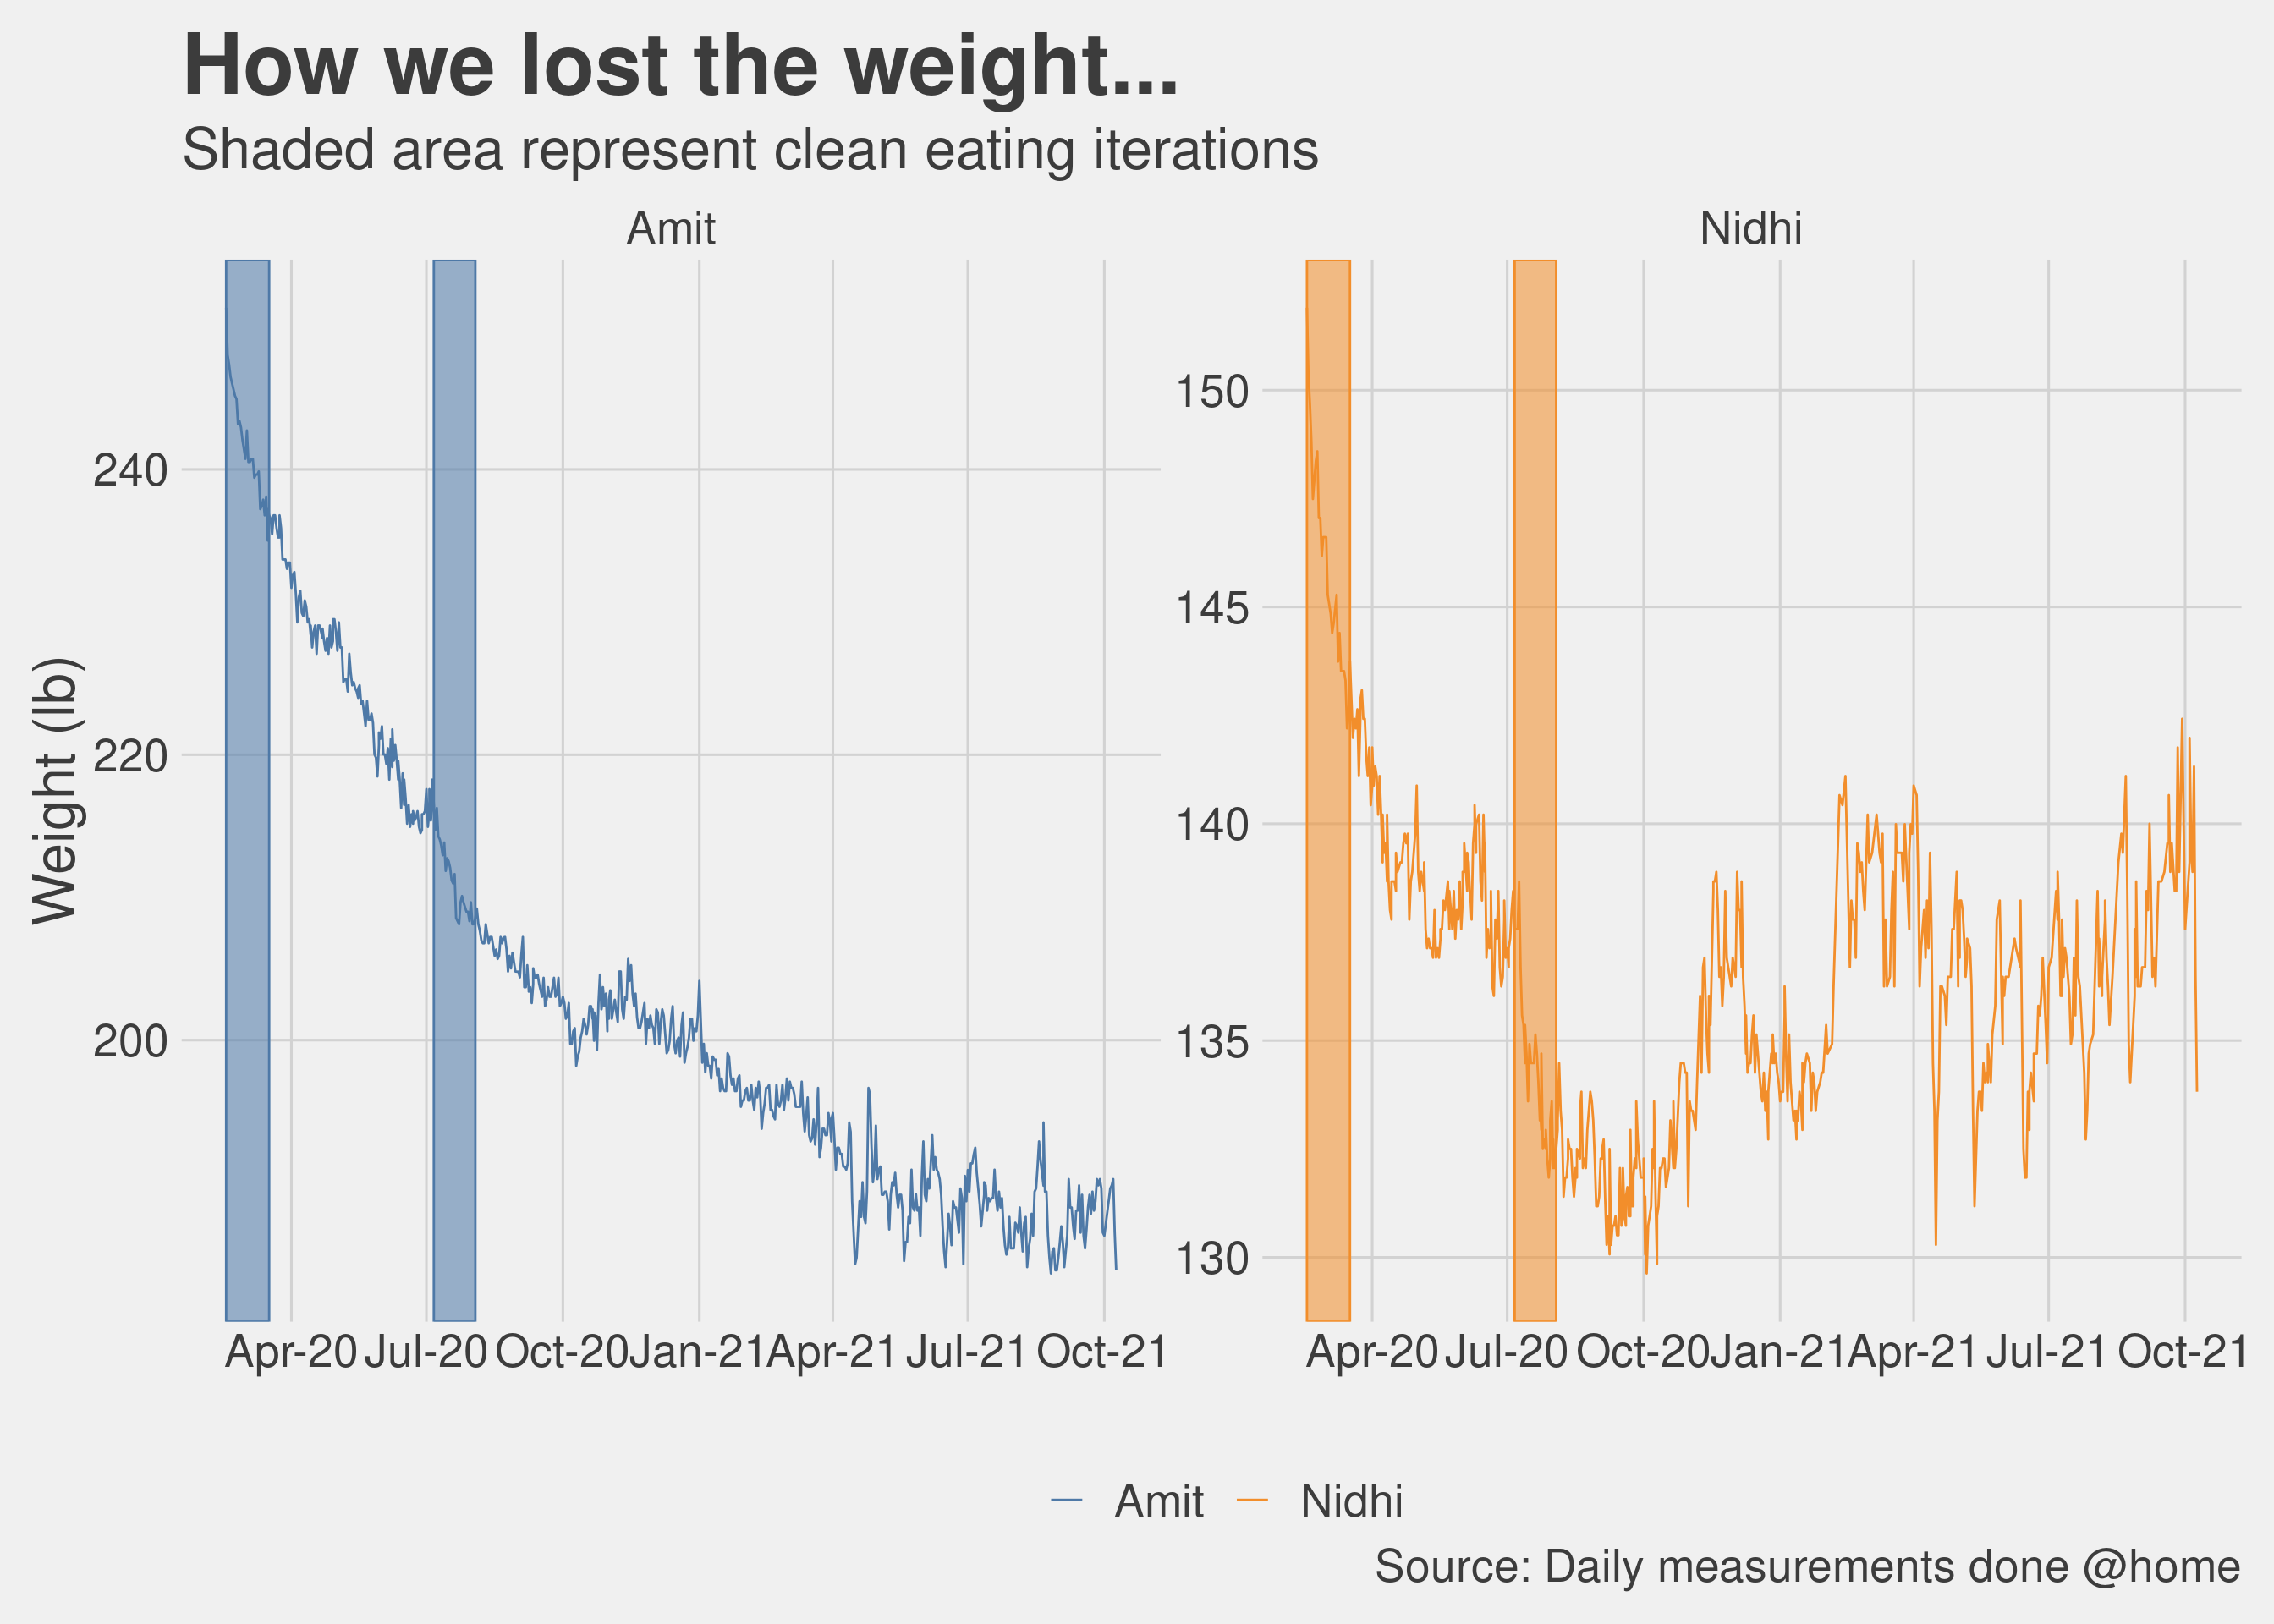 How we lost the weight...
Shaded area represent clean eating iterations
Amit
Nidhi
Weight (lb)
240
220
200
150
145
140
135
130
Apr-20 Jul-20 Oct-20 Jan-21 Apr-21 Jul-21 Oct-21
Apr-20 Jul-20 Oct-20 Jan-21 Apr-21 Jul-21 Oct-21
Amit Nidhi
Source: Daily measurements done @home